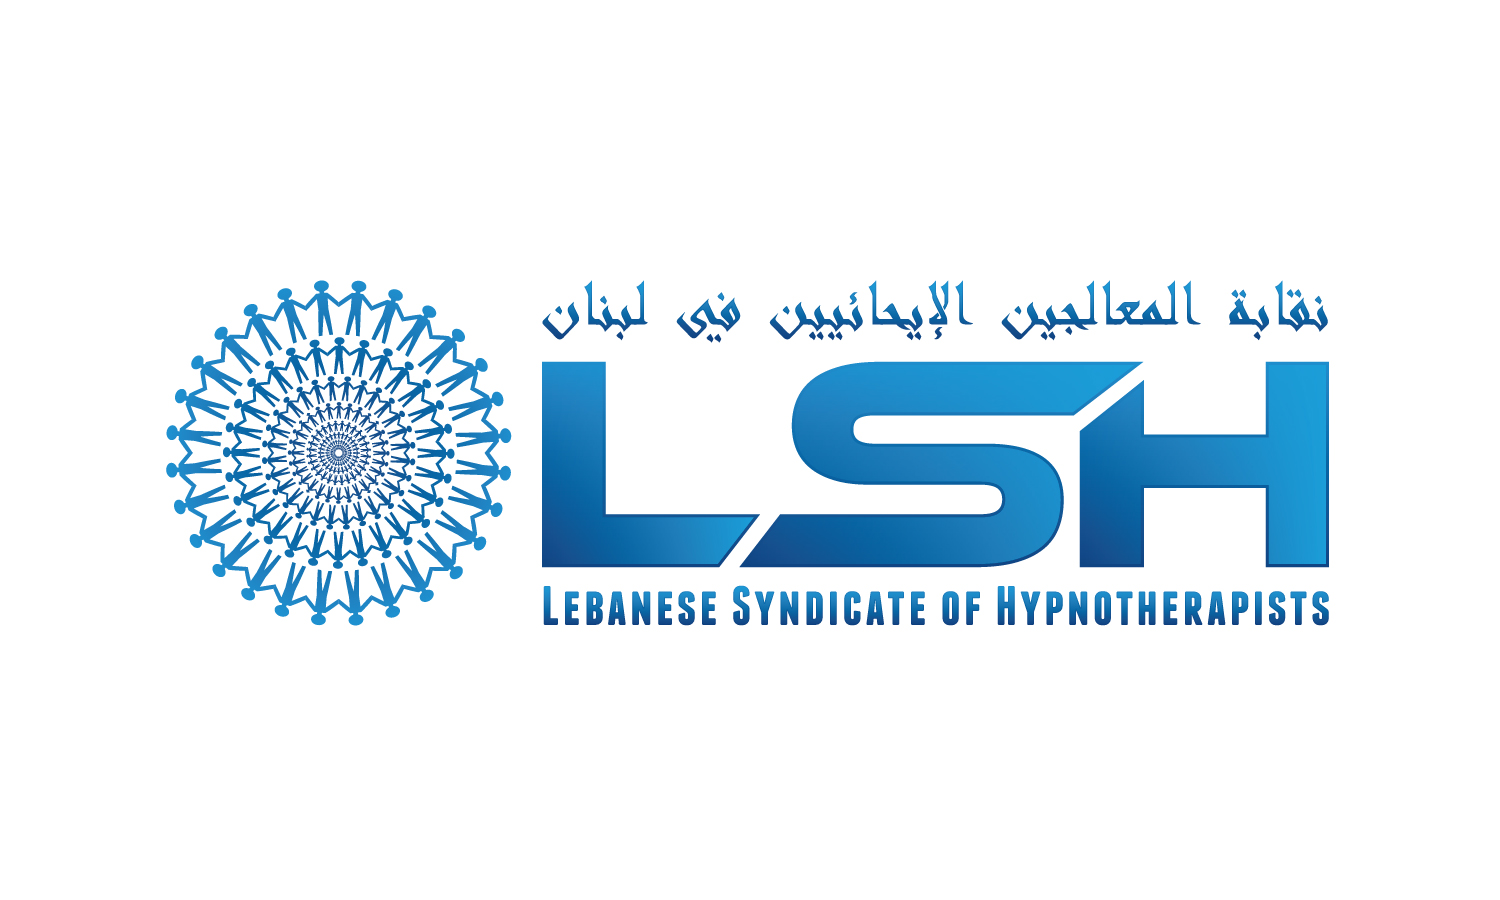 نقابة المعالجين الإيحائيين في لبنان
LSH
LEBANESE SYNDICATE OF HYPNOTHERAPISTS